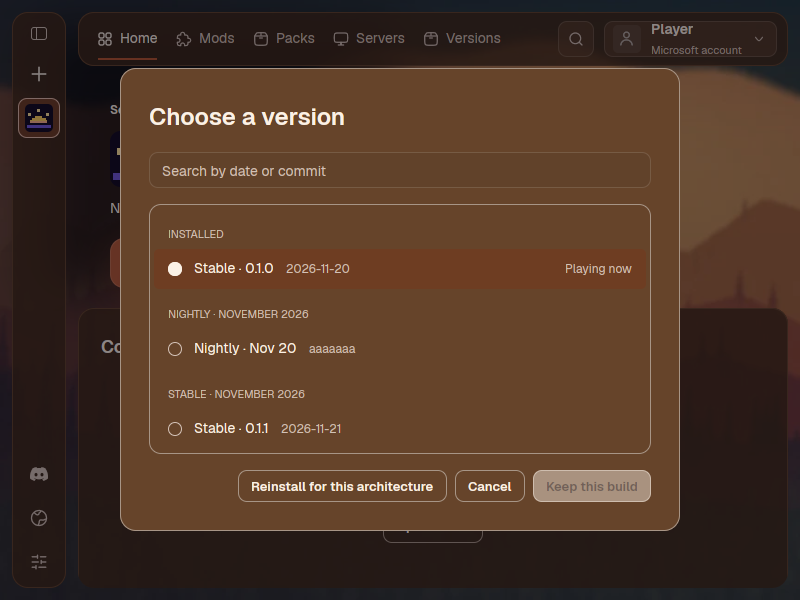 Home
Mods
Packs
Servers
Versions
Player
Microsoft account
Choose a version
Search by date or commit
INSTALLED
Stable · 0.1.0 2026-11-20 Playing now
NIGHTLY · NOVEMBER 2026
Nightly · Nov 20 aaaaaaa
STABLE · NOVEMBER 2026
Stable · 0.1.1 2026-11-21
Reinstall for this architecture
Cancel
Keep this build